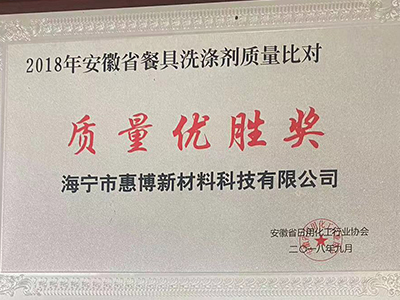 2018年安徽省餐具洗涤剂质量比对
质量优胜奖
海宁市惠博新材料科技有限公司
安徽省日用化工行业协会
二〇一八年九月